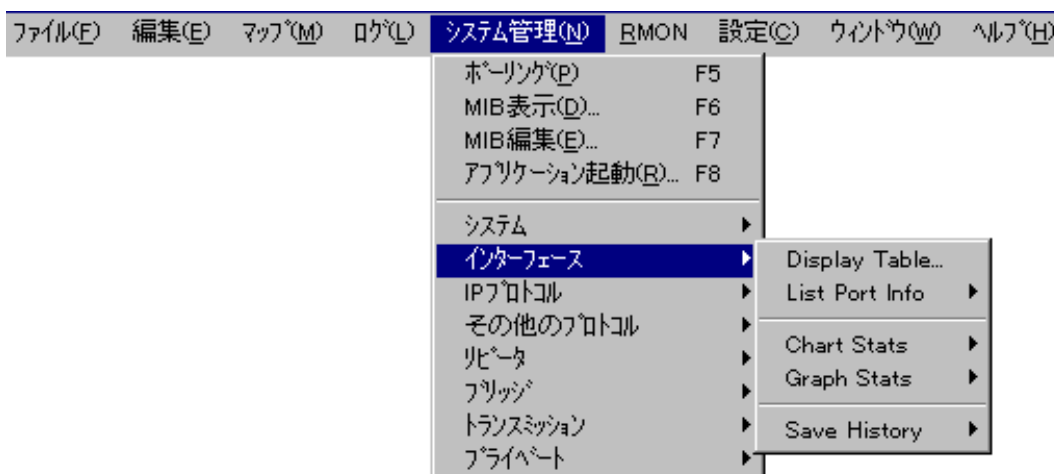 ファイル(F) 編集(E) マップ(M) ログ(L) システム管理(N) RMON 設定(C) ウィンドウ(W) ヘルプ(H)
ポーリング(P) F5
MIB表示(D)... F6
MIB編集(E)... F7
アプリケーション起動(R)... F8
システム
インターフェース
IPプロトコル
その他のプロトコル
リピータ
ブリッジ
トランスミッション
プライベート
Display Table...
List Port Info
Chart Stats
Graph Stats
Save History